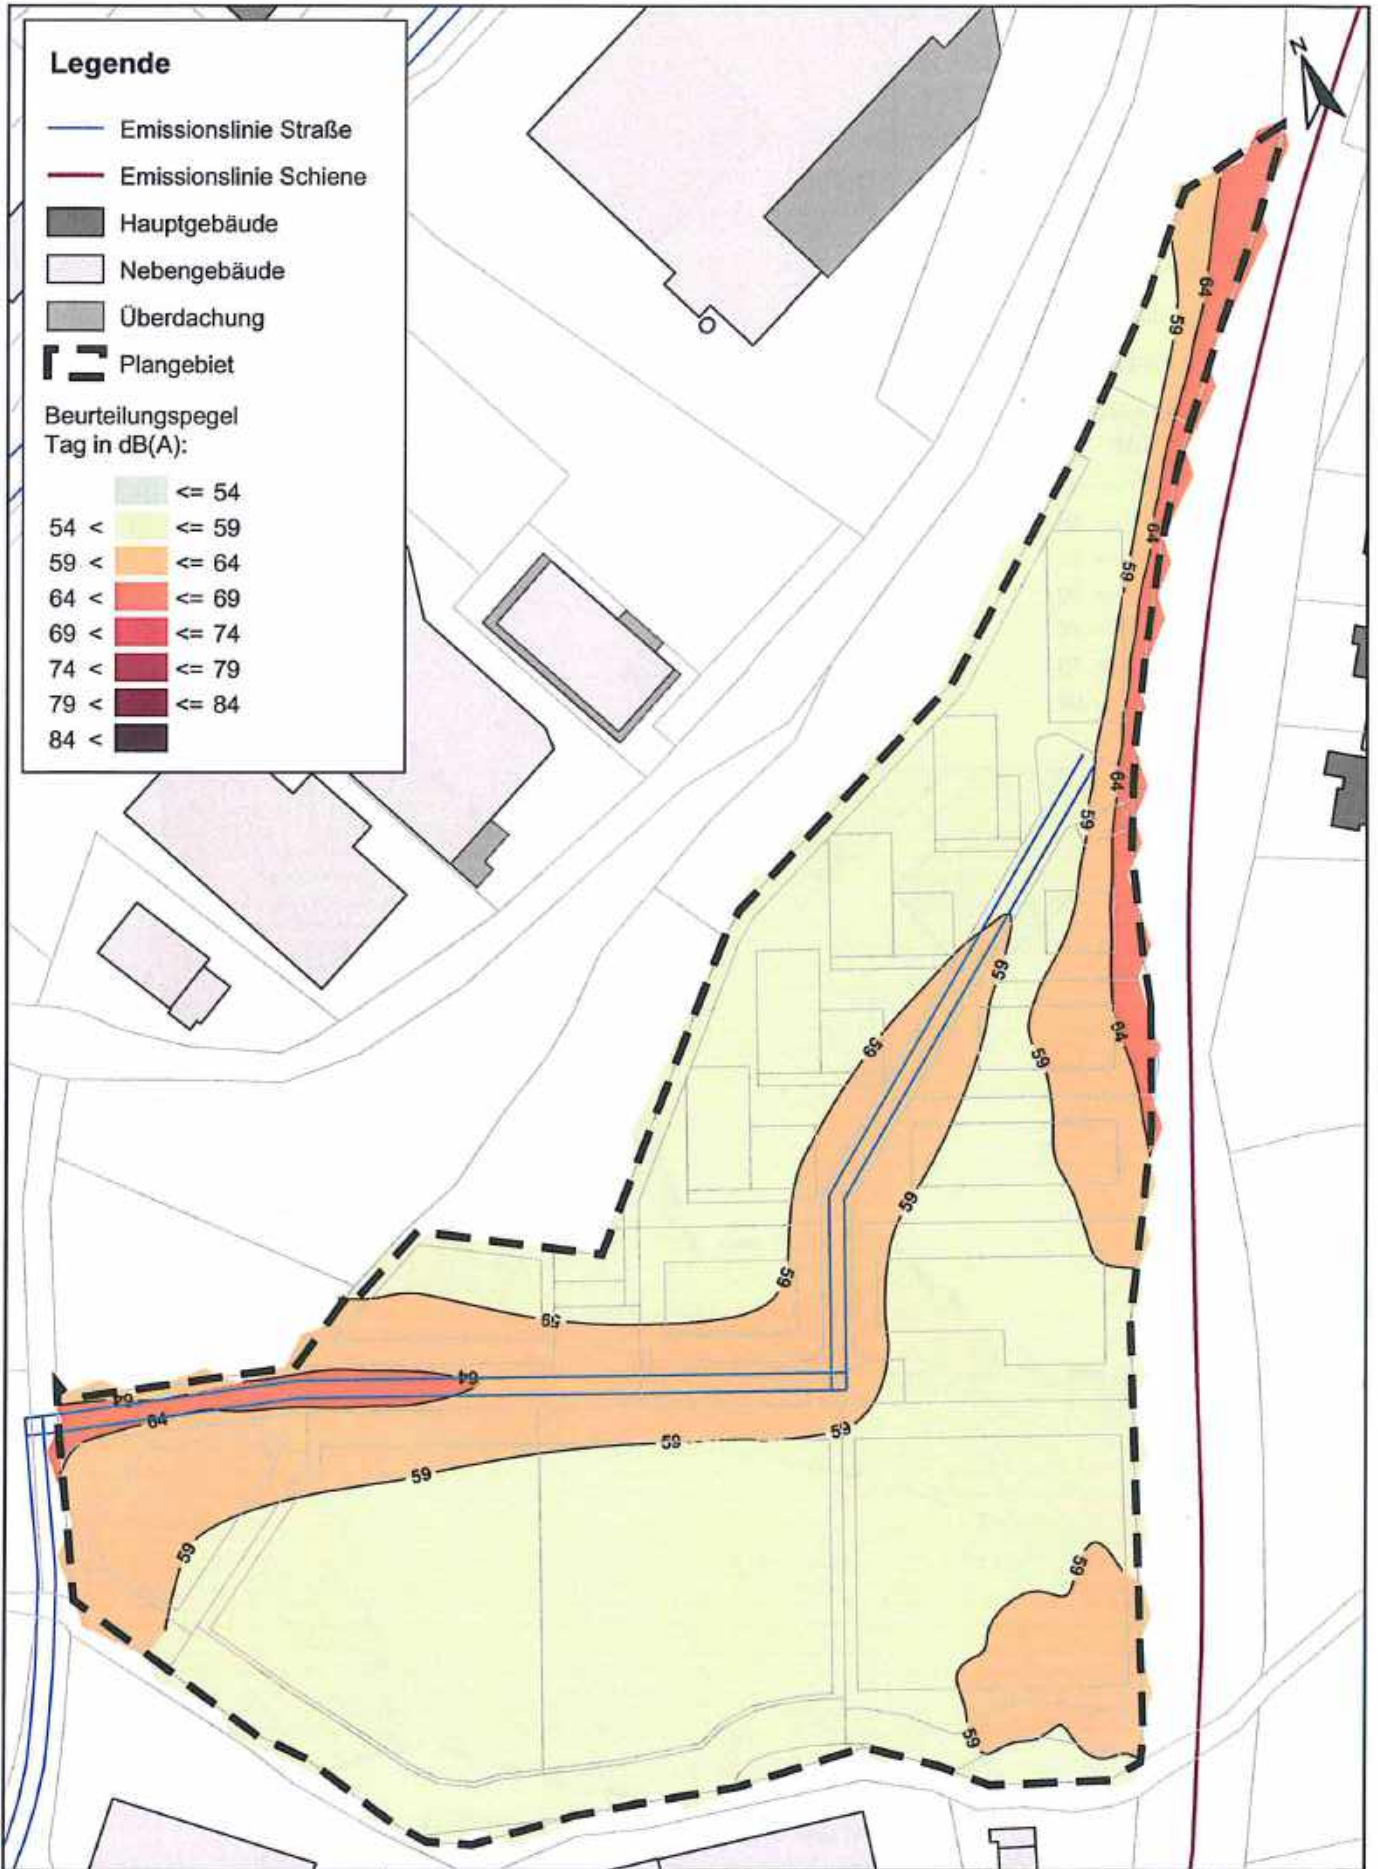 Legende
Emissionslinie Straße
Emissionslinie Schiene
Hauptgebäude
Nebengebäude
Überdachung
Plangebiet
Beurteilungspegel
Tag in dB(A):
<= 54
54 < <= 59
59 < <= 64
64 < <= 69
69 < <= 74
74 < <= 79
79 < <= 84
84 <
N
64
59
64
59
64
59
59
59
64
59
59
59
59
64
64
64
59
59
59
59
59
59